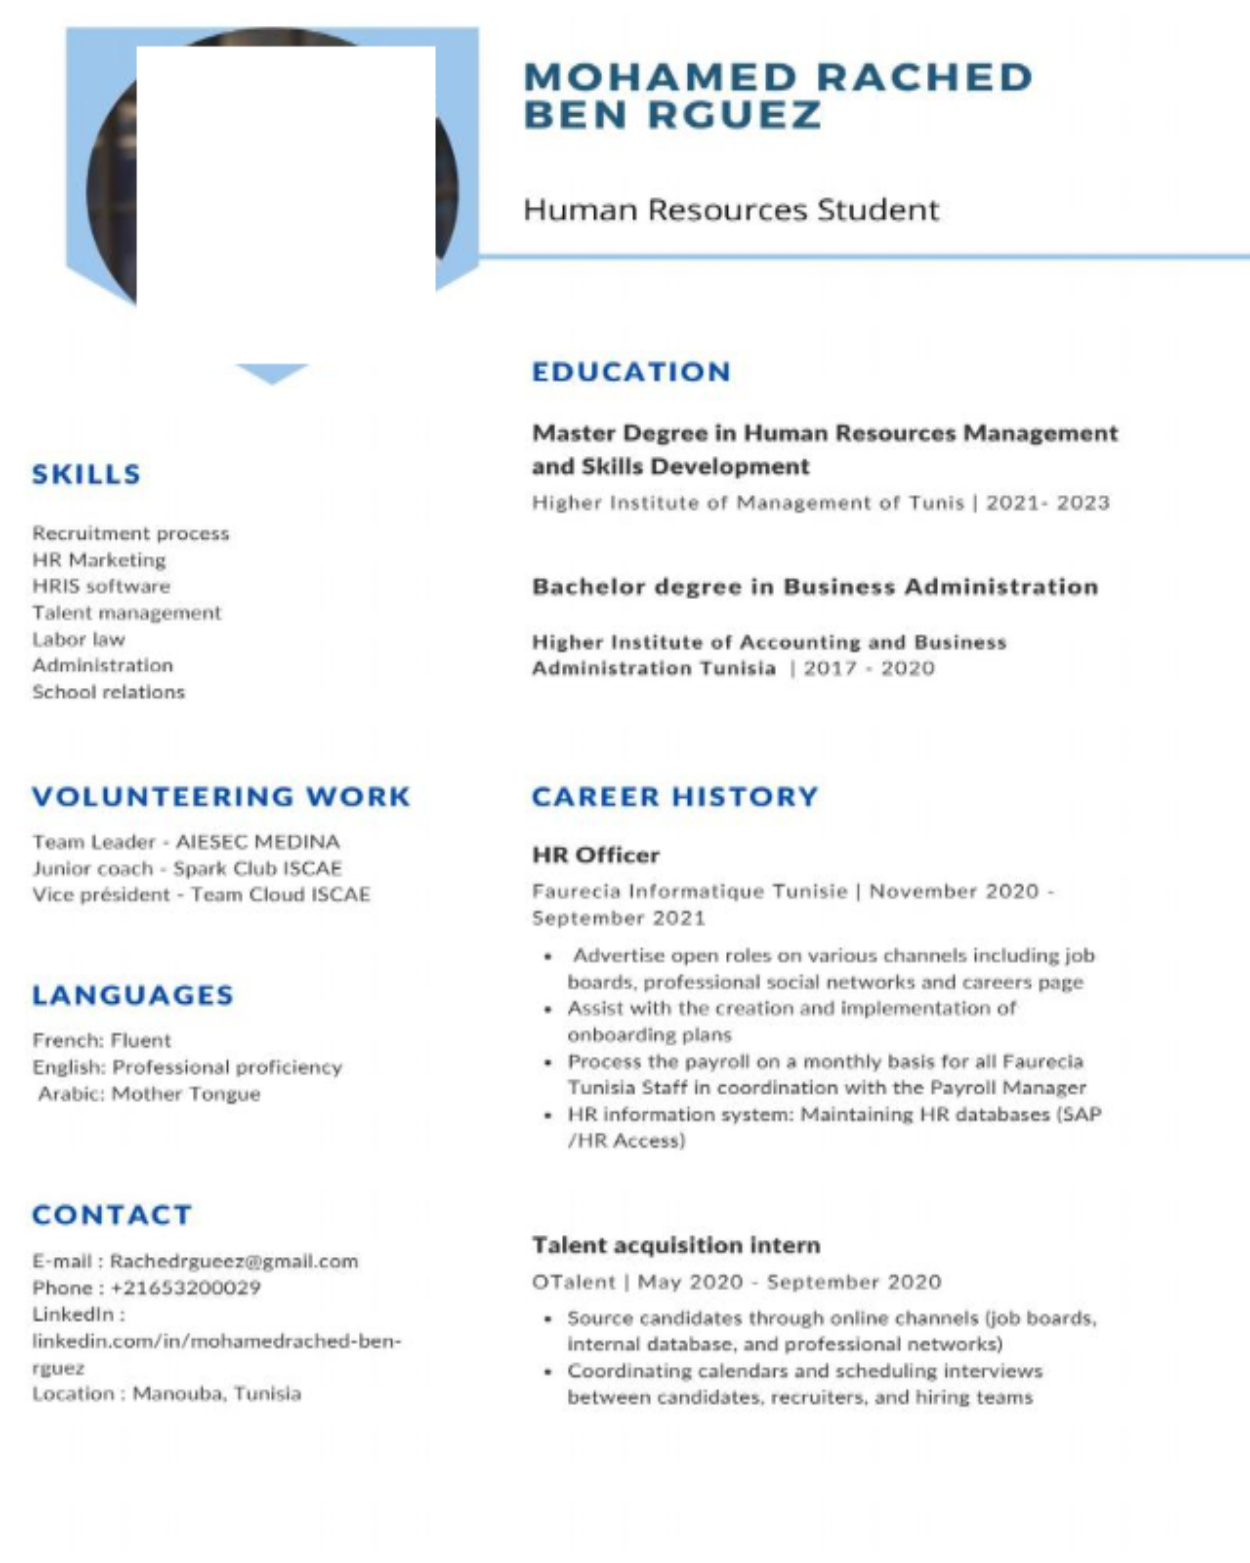 MOHAMED RACHED
BEN RGUEZ
Human Resources Student
SKILLS
Recruitment process
HR Marketing
HRIS software
Talent management
Labor law
Administration
School relations
VOLUNTEERING WORK
Team Leader - AIESEC MEDINA
Junior coach - Spark Club ISCAE
Vice président - Team Cloud ISCAE
LANGUAGES
French: Fluent
English: Professional proficiency
Arabic: Mother Tongue
CONTACT
E-mail : Rachedrgueez@gmail.com
Phone : +21653200029
LinkedIn :
linkedin.com/in/mohamedrached-ben-
rguez
Location : Manouba, Tunisia
EDUCATION
Master Degree in Human Resources Management
and Skills Development
Higher Institute of Management of Tunis | 2021- 2023
Bachelor degree in Business Administration
Higher Institute of Accounting and Business
Administration Tunisia | 2017 - 2020
CAREER HISTORY
HR Officer
Faurecia Informatique Tunisie | November 2020 -
September 2021
• Advertise open roles on various channels including job
boards, professional social networks and careers page
• Assist with the creation and implementation of
onboarding plans
• Process the payroll on a monthly basis for all Faurecia
Tunisia Staff in coordination with the Payroll Manager
• HR information system: Maintaining HR databases (SAP
/HR Access)
Talent acquisition intern
OTalent | May 2020 - September 2020
• Source candidates through online channels (job boards,
internal database, and professional networks)
• Coordinating calendars and scheduling interviews
between candidates, recruiters, and hiring teams